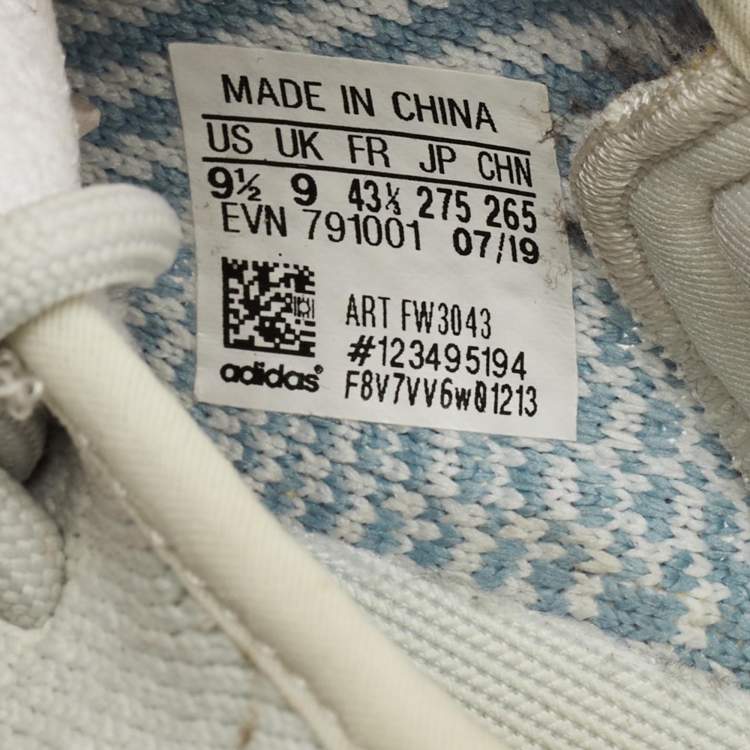 MADE IN CHINA
US UK FR JP CHN
9½ 9 43⅓ 275 265
EVN 791001 07/19
ART FW3043
#123495194
adidas® F8V7VV6w01213